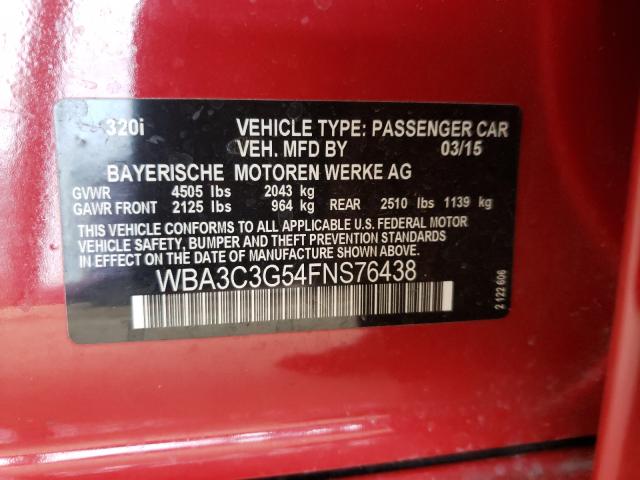 320i VEHICLE TYPE: PASSENGER CAR
VEH. MFD BY 03/15
BAYERISCHE MOTOREN WERKE AG
GVWR 4505 lbs 2043 kg
GAWR FRONT 2125 lbs 964 kg REAR 2510 lbs 1139 kg
THIS VEHICLE CONFORMS TO ALL APPLICABLE U.S. FEDERAL MOTOR
VEHICLE SAFETY, BUMPER AND THEFT PREVENTION STANDARDS
IN EFFECT ON THE DATE OF MANUFACTURE SHOWN ABOVE.
WBA3C3G54FNS76438
2 122 606